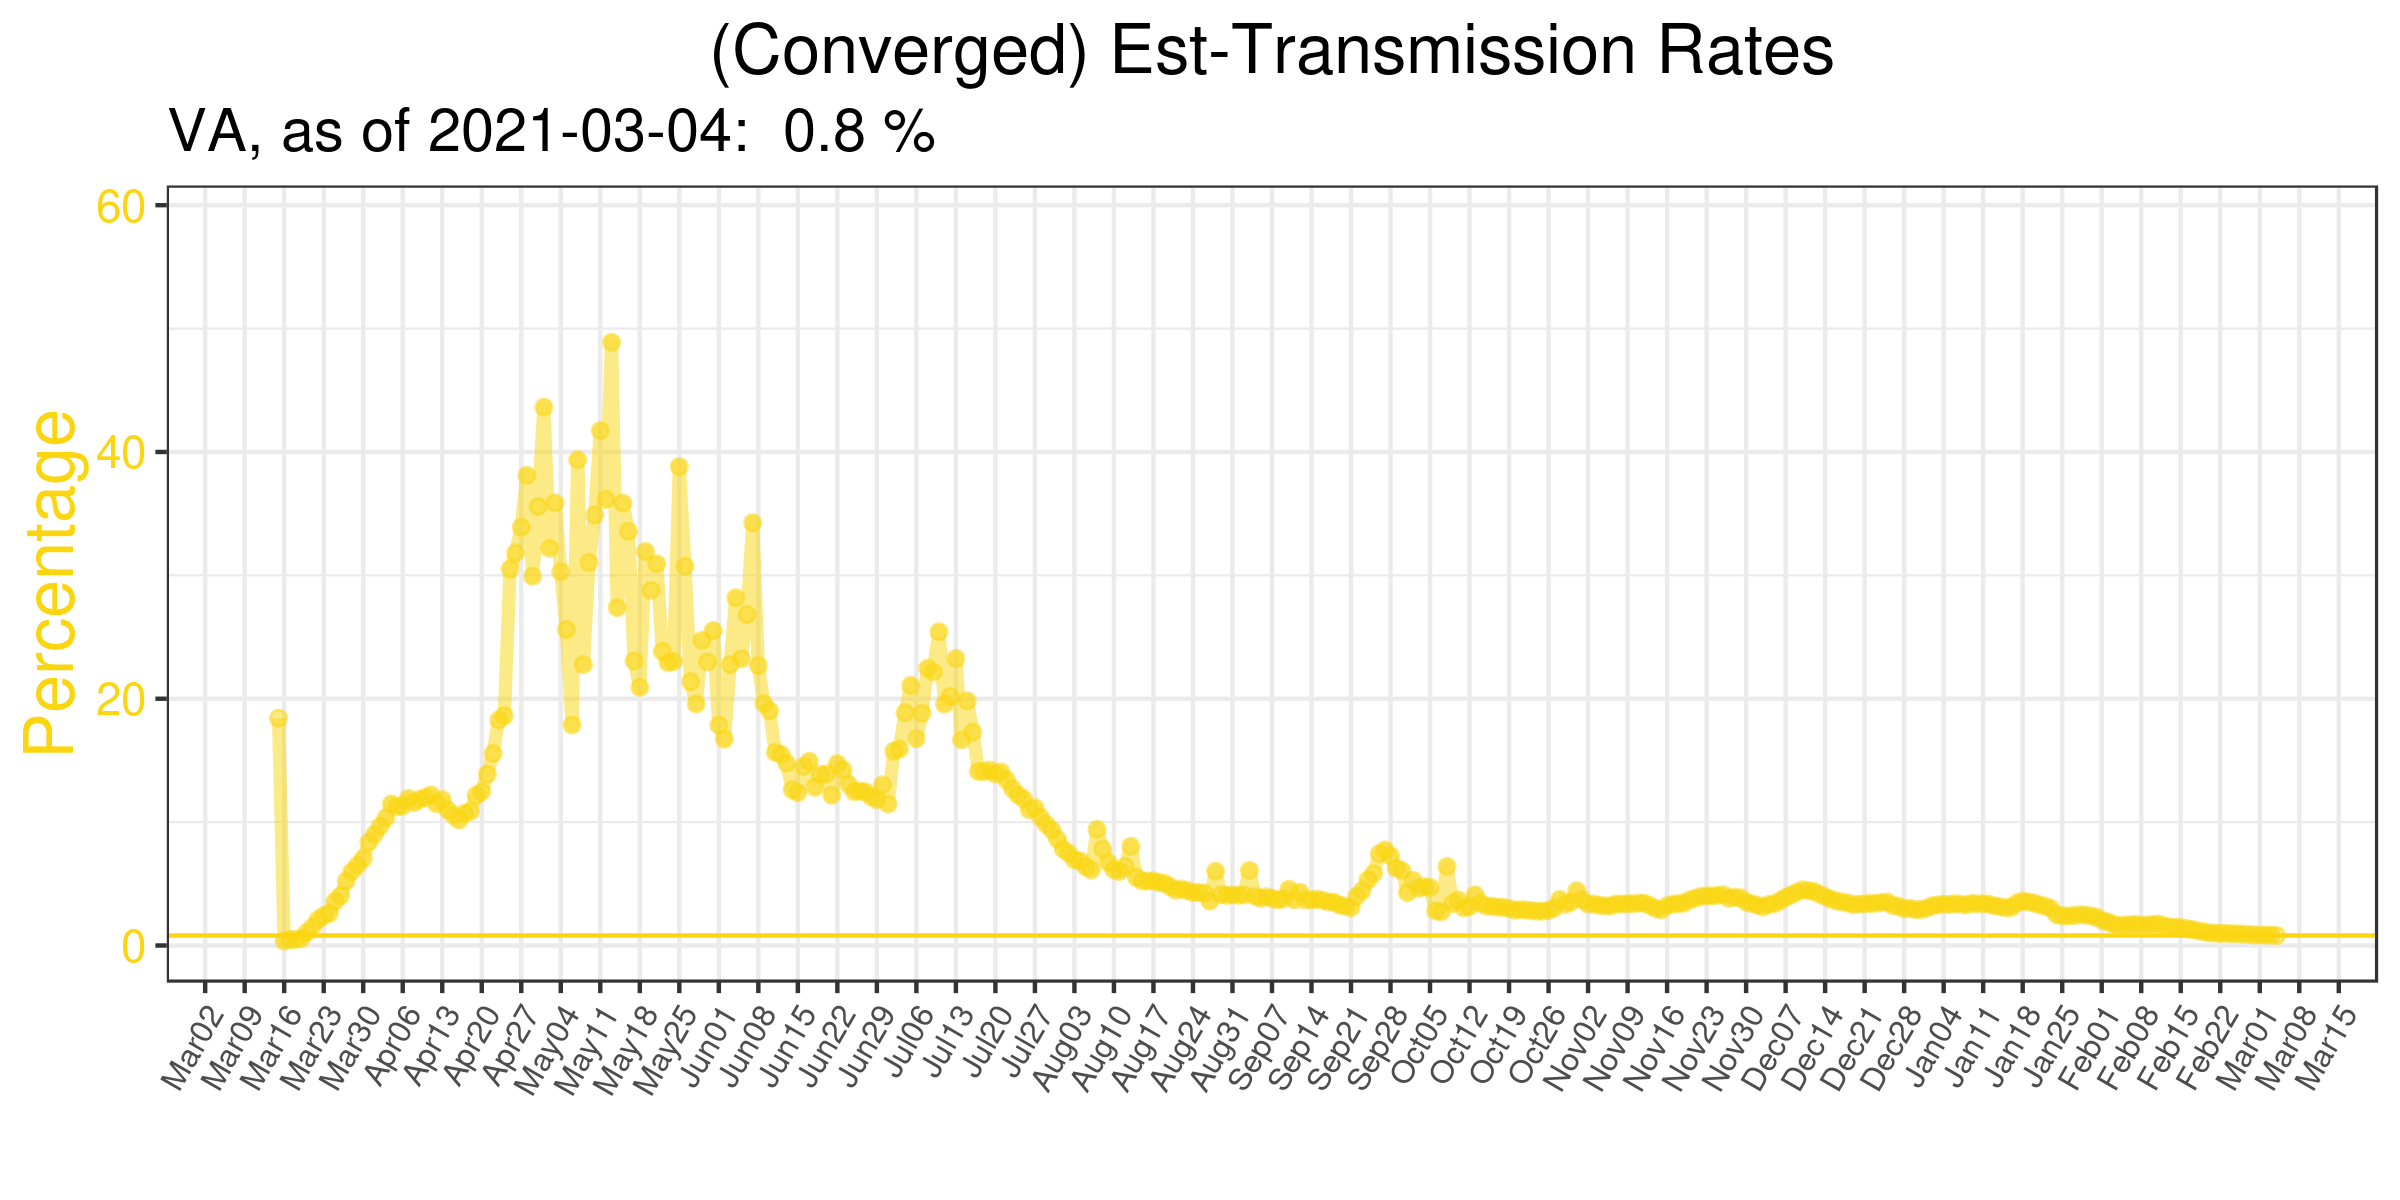 (Converged) Est-Transmission Rates
VA, as of 2021-03-04:  0.8 %
Percentage
60
40
20
0
Mar02
Mar09
Mar16
Mar23
Mar30
Apr06
Apr13
Apr20
Apr27
May04
May11
May18
May25
Jun01
Jun08
Jun15
Jun22
Jun29
Jul06
Jul13
Jul20
Jul27
Aug03
Aug10
Aug17
Aug24
Aug31
Sep07
Sep14
Sep21
Sep28
Oct05
Oct12
Oct19
Oct26
Nov02
Nov09
Nov16
Nov23
Nov30
Dec07
Dec14
Dec21
Dec28
Jan04
Jan11
Jan18
Jan25
Feb01
Feb08
Feb15
Feb22
Mar01
Mar08
Mar15